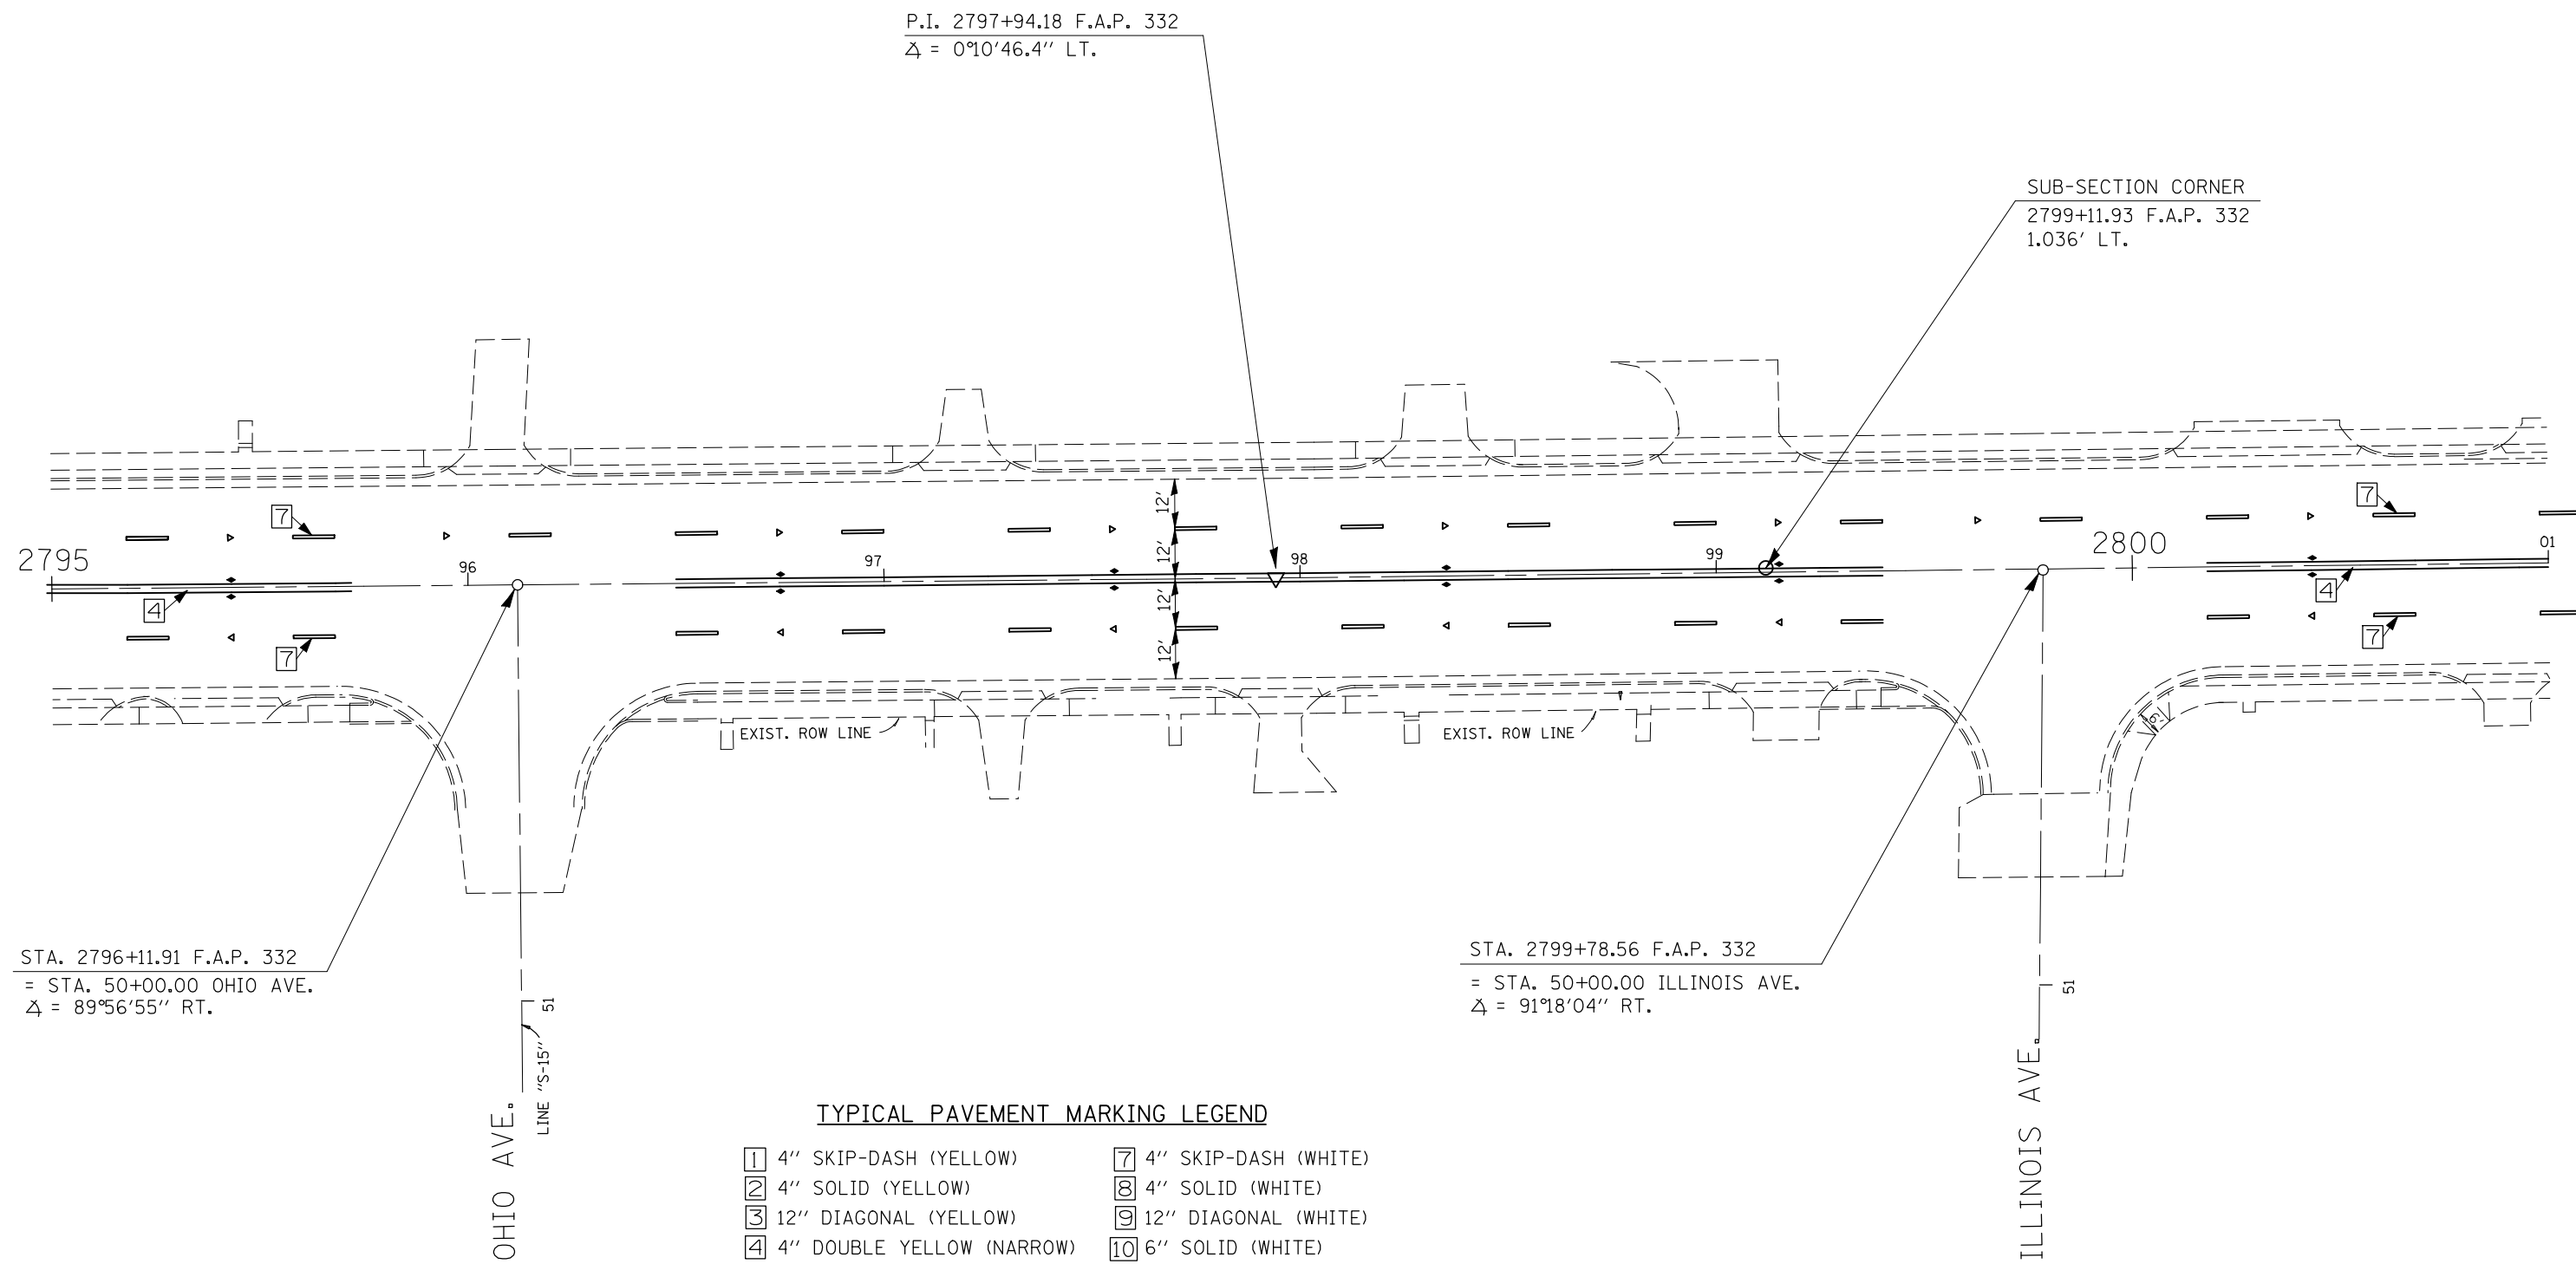 P.I. 2797+94.18 F.A.P. 332
∡ = 0°10'46.4" LT.
SUB-SECTION CORNER
2799+11.93 F.A.P. 332
1.036' LT.
7
12'
7
2795
96
97
12'
98
99
2800
01
4
12'
4
7
12'
7
EXIST. ROW LINE
EXIST. ROW LINE
STA. 2796+11.91 F.A.P. 332
= STA. 50+00.00 OHIO AVE.
∡ = 89°56'55" RT.
STA. 2799+78.56 F.A.P. 332
= STA. 50+00.00 ILLINOIS AVE.
∡ = 91°18'04" RT.
51
51
LINE "S-15"
OHIO AVE.
ILLINOIS AVE.
TYPICAL PAVEMENT MARKING LEGEND
1 4" SKIP-DASH (YELLOW)
2 4" SOLID (YELLOW)
3 12" DIAGONAL (YELLOW)
4 4" DOUBLE YELLOW (NARROW)
7 4" SKIP-DASH (WHITE)
8 4" SOLID (WHITE)
9 12" DIAGONAL (WHITE)
10 6" SOLID (WHITE)